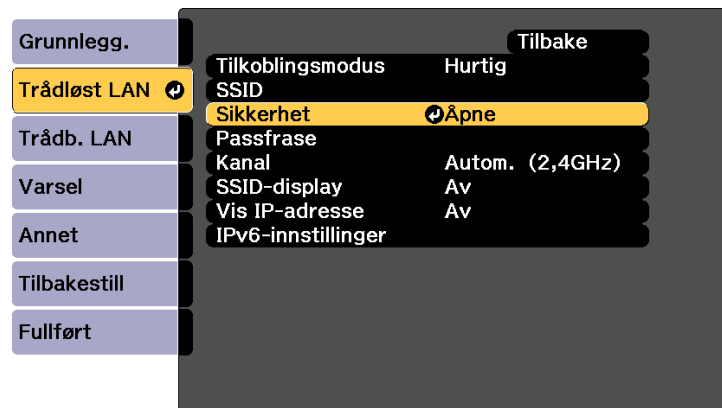 Grunnlegg.
Trådløst LAN
Trådb. LAN
Varsel
Annet
Tilbakestill
Fullført
Tilbake
Tilkoblingsmodus Hurtig
SSID
Sikkerhet Åpne
Passfrase
Kanal Autom. (2,4GHz)
SSID-display Av
Vis IP-adresse Av
IPv6-innstillinger